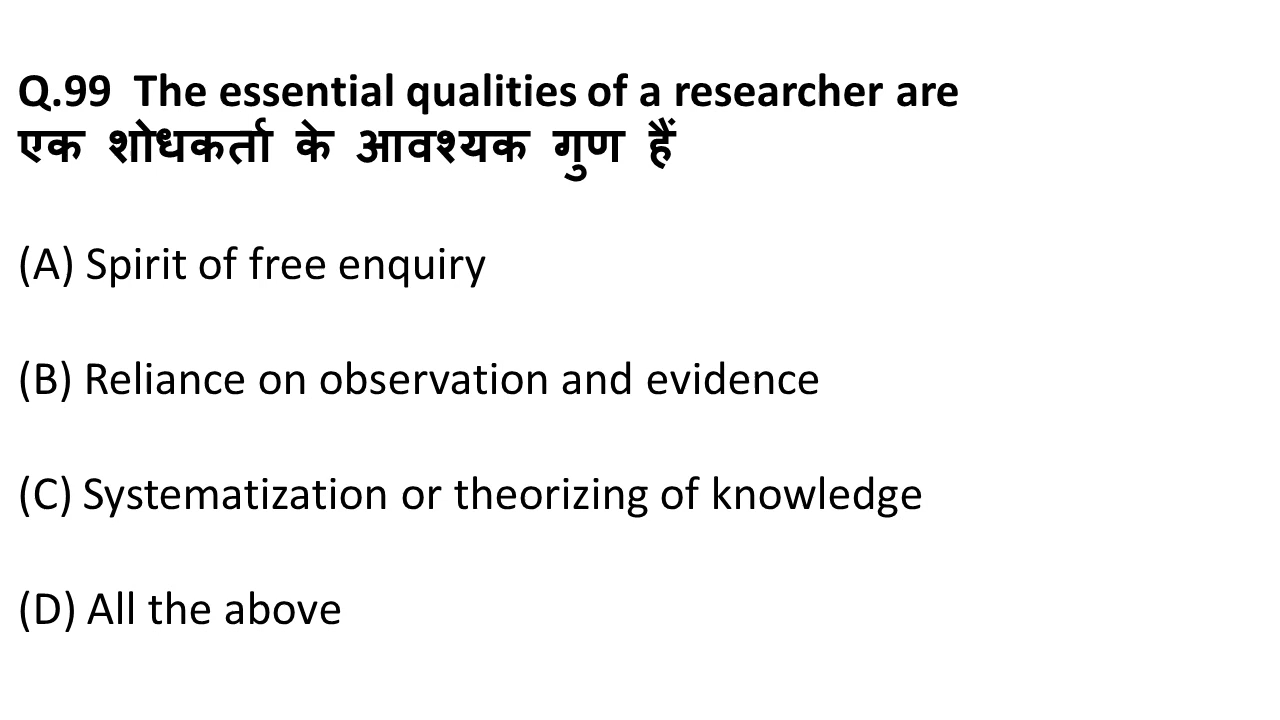 Q.99 The essential qualities of a researcher are
एक शोधकर्ता के आवश्यक गुण हैं
(A) Spirit of free enquiry
(B) Reliance on observation and evidence
(C) Systematization or theorizing of knowledge
(D) All the above